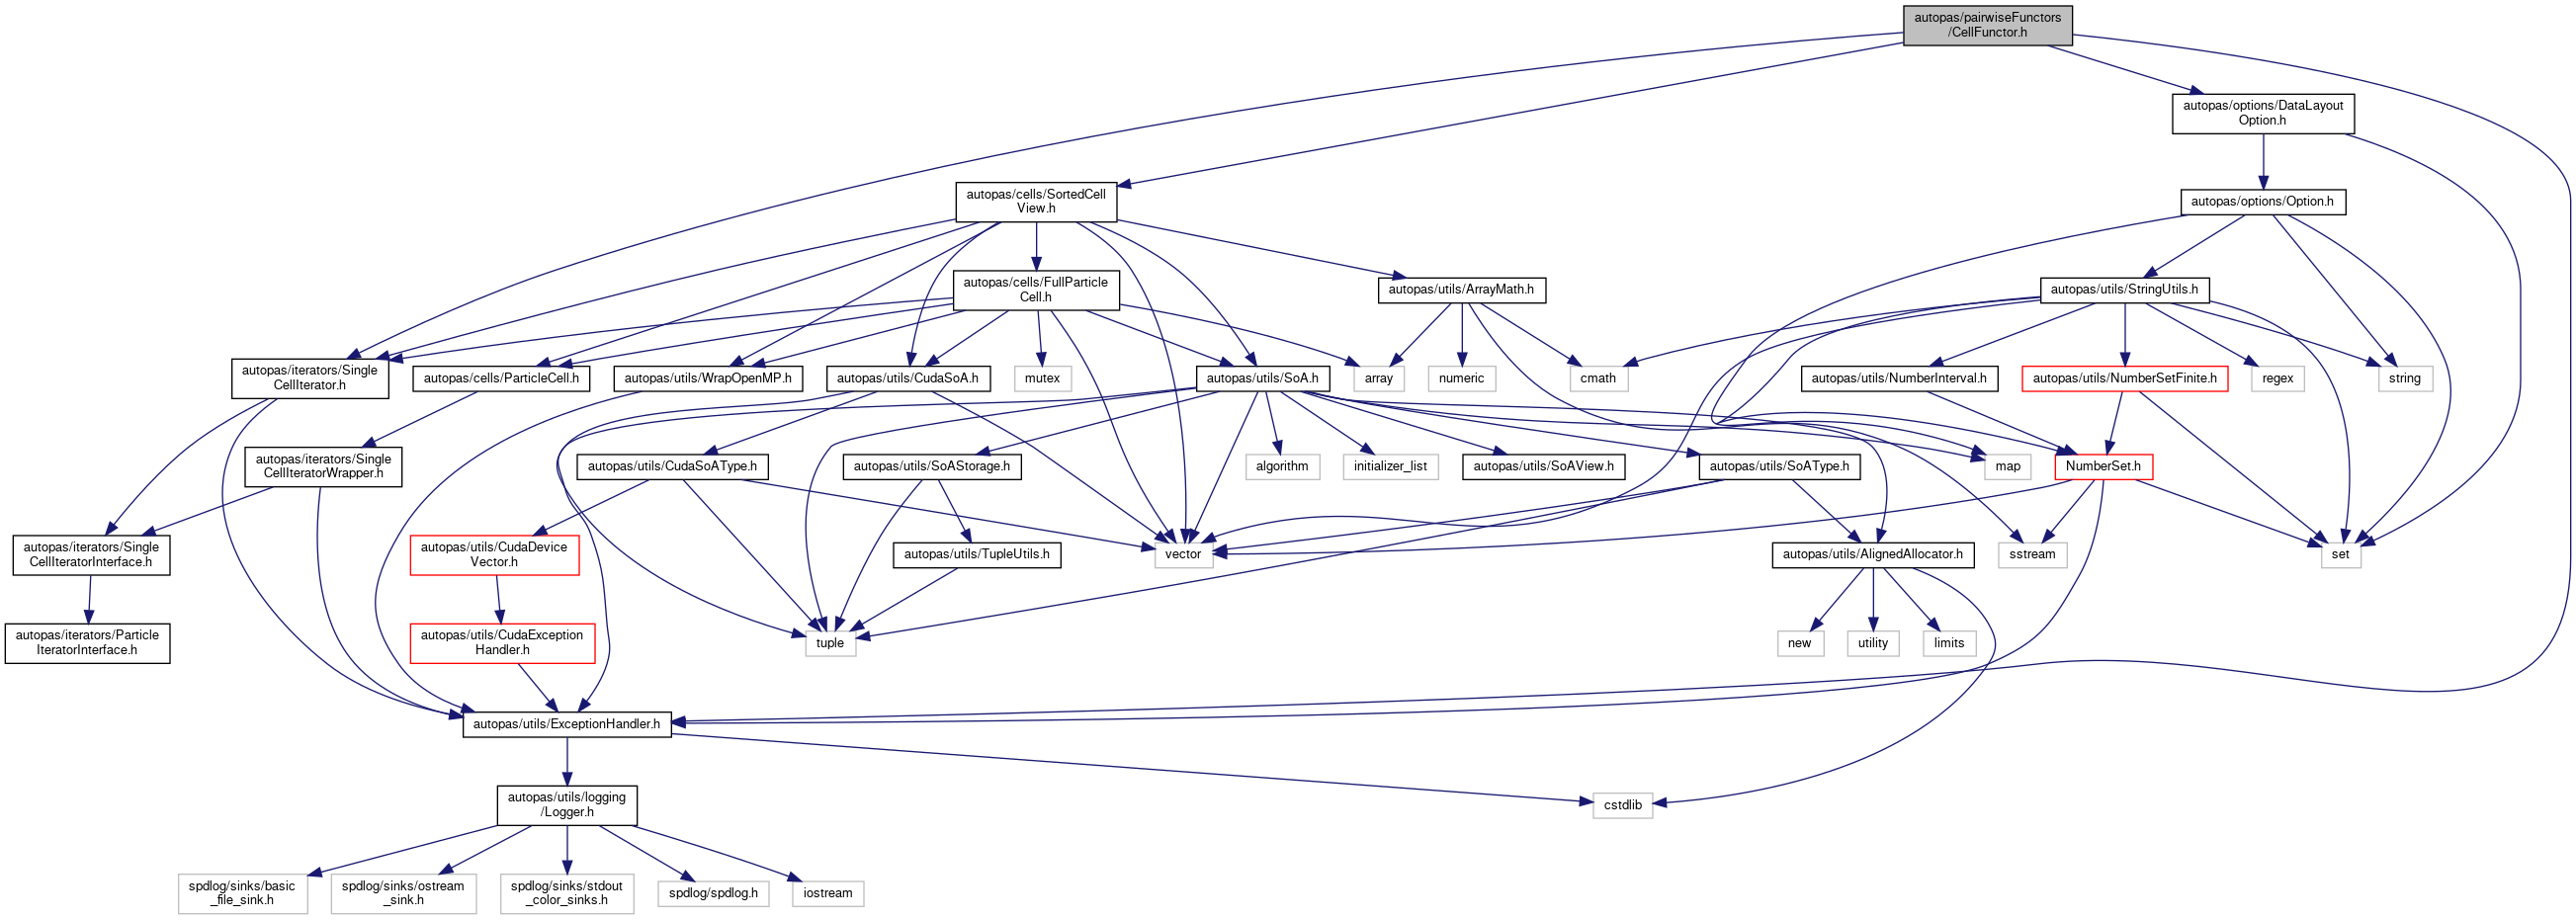 autopas/pairwiseFunctors
/CellFunctor.h
autopas/options/DataLayout
Option.h
autopas/cells/SortedCell
View.h
autopas/options/Option.h
autopas/cells/FullParticle
Cell.h
autopas/utils/ArrayMath.h
autopas/utils/StringUtils.h
autopas/iterators/Single
CellIterator.h
autopas/cells/ParticleCell.h
autopas/utils/WrapOpenMP.h
autopas/utils/CudaSoA.h
mutex
autopas/utils/SoA.h
array
numeric
cmath
autopas/utils/NumberInterval.h
autopas/utils/NumberSetFinite.h
regex
string
autopas/iterators/Single
CellIteratorWrapper.h
autopas/utils/CudaSoAType.h
autopas/utils/SoAStorage.h
algorithm
initializer_list
autopas/utils/SoAView.h
autopas/utils/SoAType.h
map
NumberSet.h
autopas/iterators/Single
CellIteratorInterface.h
autopas/utils/CudaDevice
Vector.h
autopas/utils/TupleUtils.h
vector
autopas/utils/AlignedAllocator.h
sstream
set
autopas/iterators/Particle
IteratorInterface.h
autopas/utils/CudaException
Handler.h
tuple
new
utility
limits
autopas/utils/ExceptionHandler.h
autopas/utils/logging
/Logger.h
cstdlib
spdlog/sinks/basic
_file_sink.h
spdlog/sinks/ostream
_sink.h
spdlog/sinks/stdout
_color_sinks.h
spdlog/spdlog.h
iostream